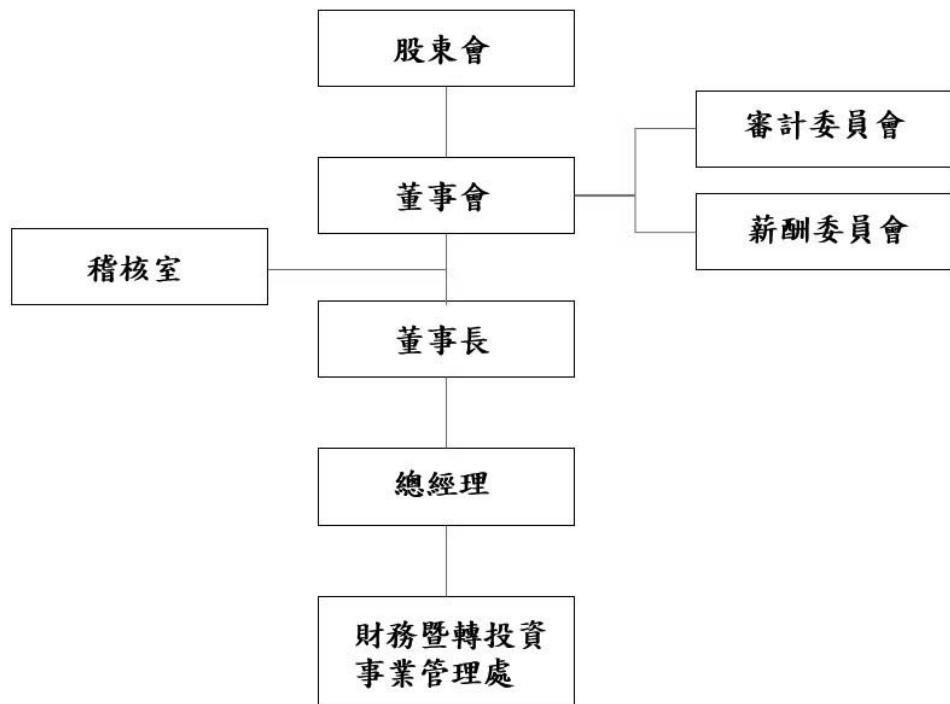 股東會
審計委員會
董事會
薪酬委員會
稽核室
董事長
總經理
財務暨轉投資
事業管理處